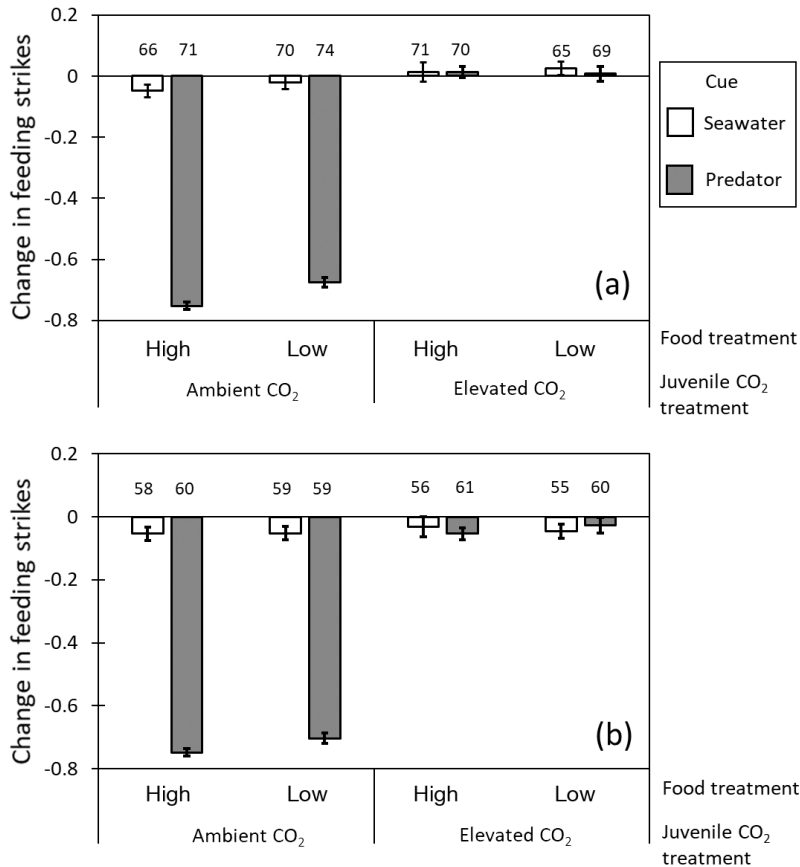 0.2
66 71 70 74 71 70 65 69
0
-0.2
-0.4
-0.6
-0.8
Change in feeding strikes
(a)
Cue
Seawater
Predator
High Low High Low
Food treatment
Ambient CO2 Elevated CO2
Juvenile CO2
treatment
0.2
58 60 59 59 56 61 55 60
0
-0.2
-0.4
-0.6
-0.8
Change in feeding strikes
(b)
High Low High Low
Food treatment
Ambient CO2 Elevated CO2
Juvenile CO2
treatment